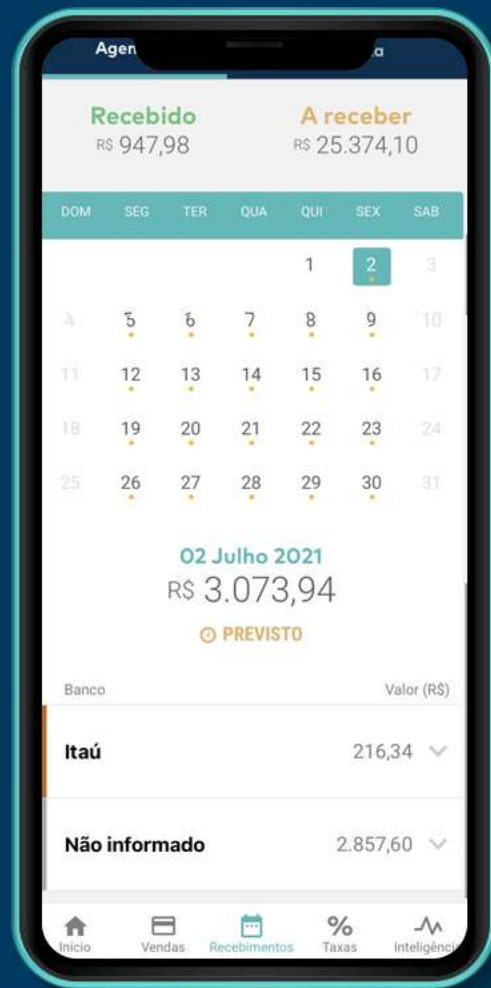 Agen
a
Recebido A receber
R$ 947,98 R$ 25.374,10
DOM SEG TER QUA QUI SEX SAB
1 2 3
4 5 6 7 8 9 10
11 12 13 14 15 16 17
18 19 20 21 22 23 24
25 26 27 28 29 30 31
02 Julho 2021
R$ 3.073,94
PREVISTO
Banco Valor (R$)
Itaú 216,34
Não informado 2.857,60
Início Vendas Recebimentos % Taxas Inteligência